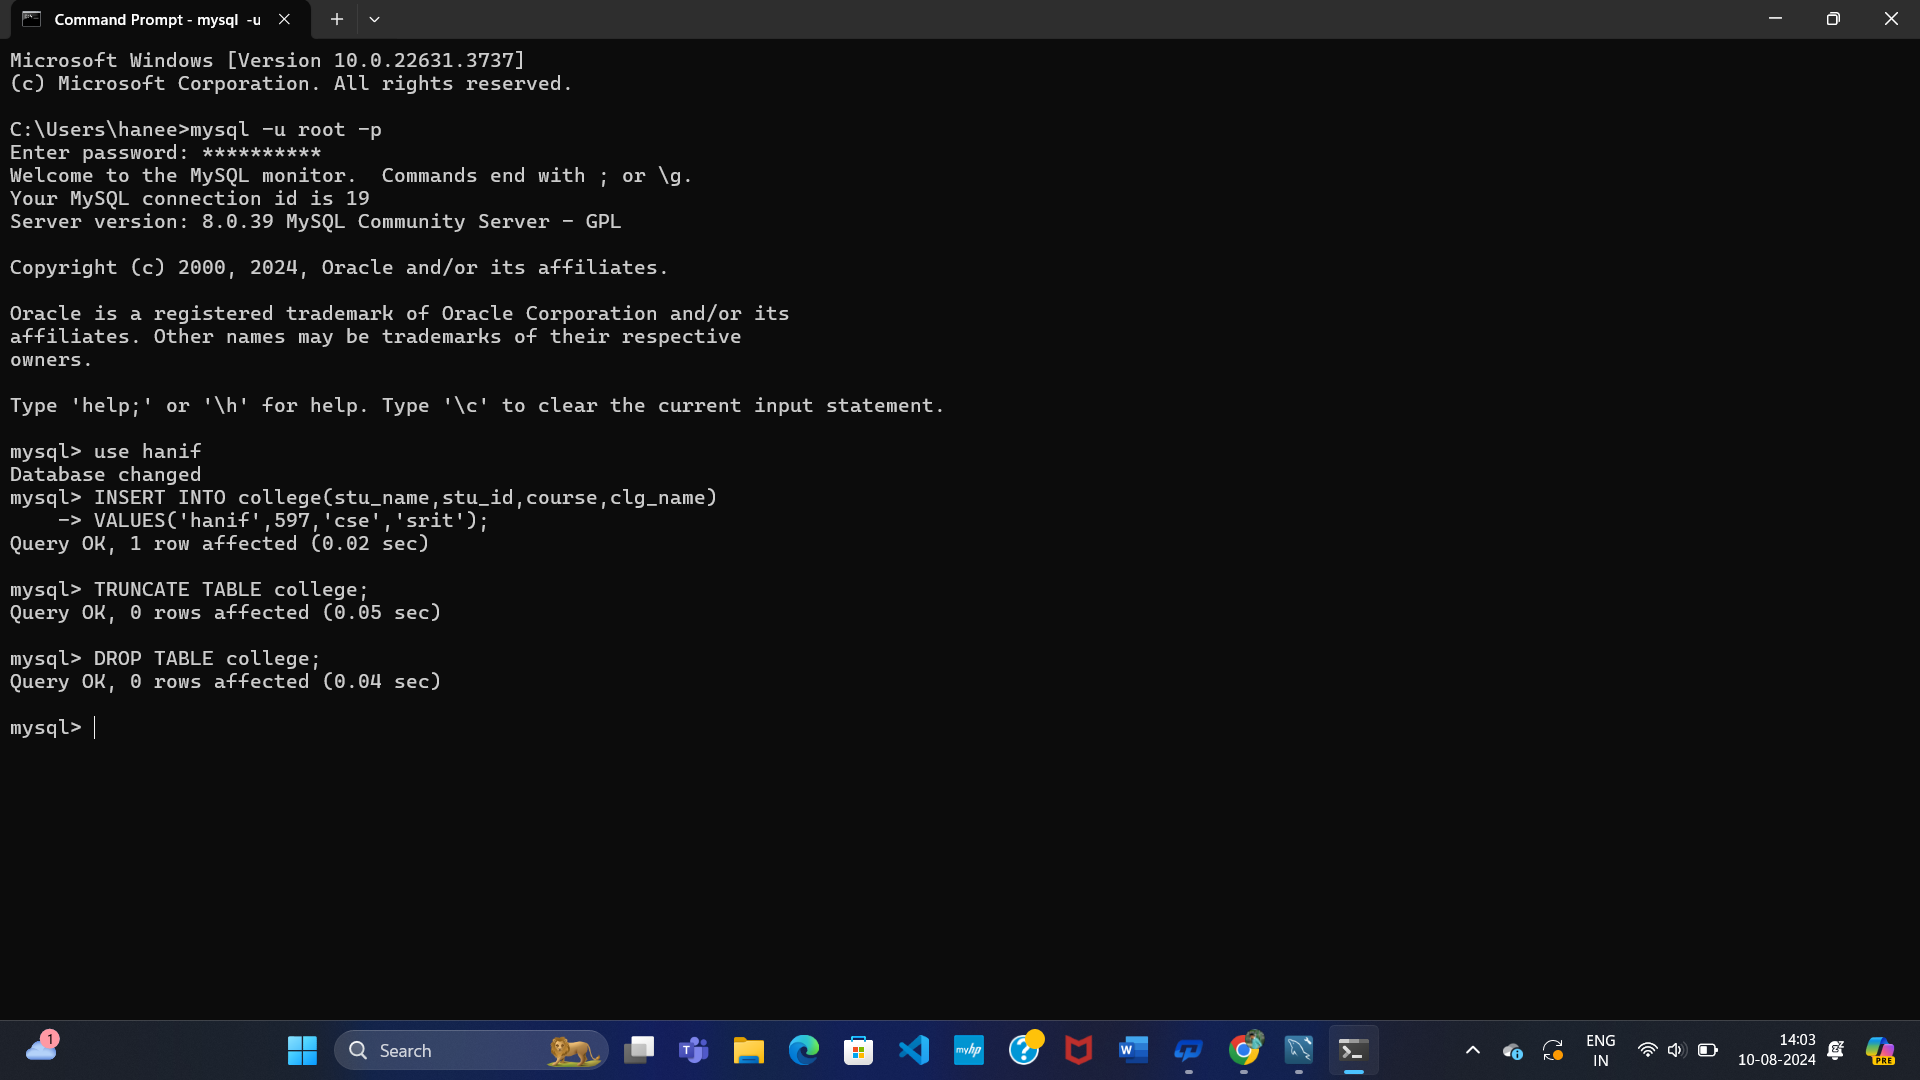 Command Prompt - mysql  -u
Microsoft Windows [Version 10.0.22631.3737]
(c) Microsoft Corporation. All rights reserved.
C:\Users\hanee>mysql -u root -p
Enter password: **********
Welcome to the MySQL monitor.  Commands end with ; or \g.
Your MySQL connection id is 19
Server version: 8.0.39 MySQL Community Server - GPL
Copyright (c) 2000, 2024, Oracle and/or its affiliates.
Oracle is a registered trademark of Oracle Corporation and/or its
affiliates. Other names may be trademarks of their respective
owners.
Type 'help;' or '\h' for help. Type '\c' to clear the current input statement.
mysql> use hanif
Database changed
mysql> INSERT INTO college(stu_name,stu_id,course,clg_name)
    -> VALUES('hanif',597,'cse','srit');
Query OK, 1 row affected (0.02 sec)
mysql> TRUNCATE TABLE college;
Query OK, 0 rows affected (0.05 sec)
mysql> DROP TABLE college;
Query OK, 0 rows affected (0.04 sec)
mysql>
1
Search
myhp
ENG
IN
14:03
10-08-2024
PRE